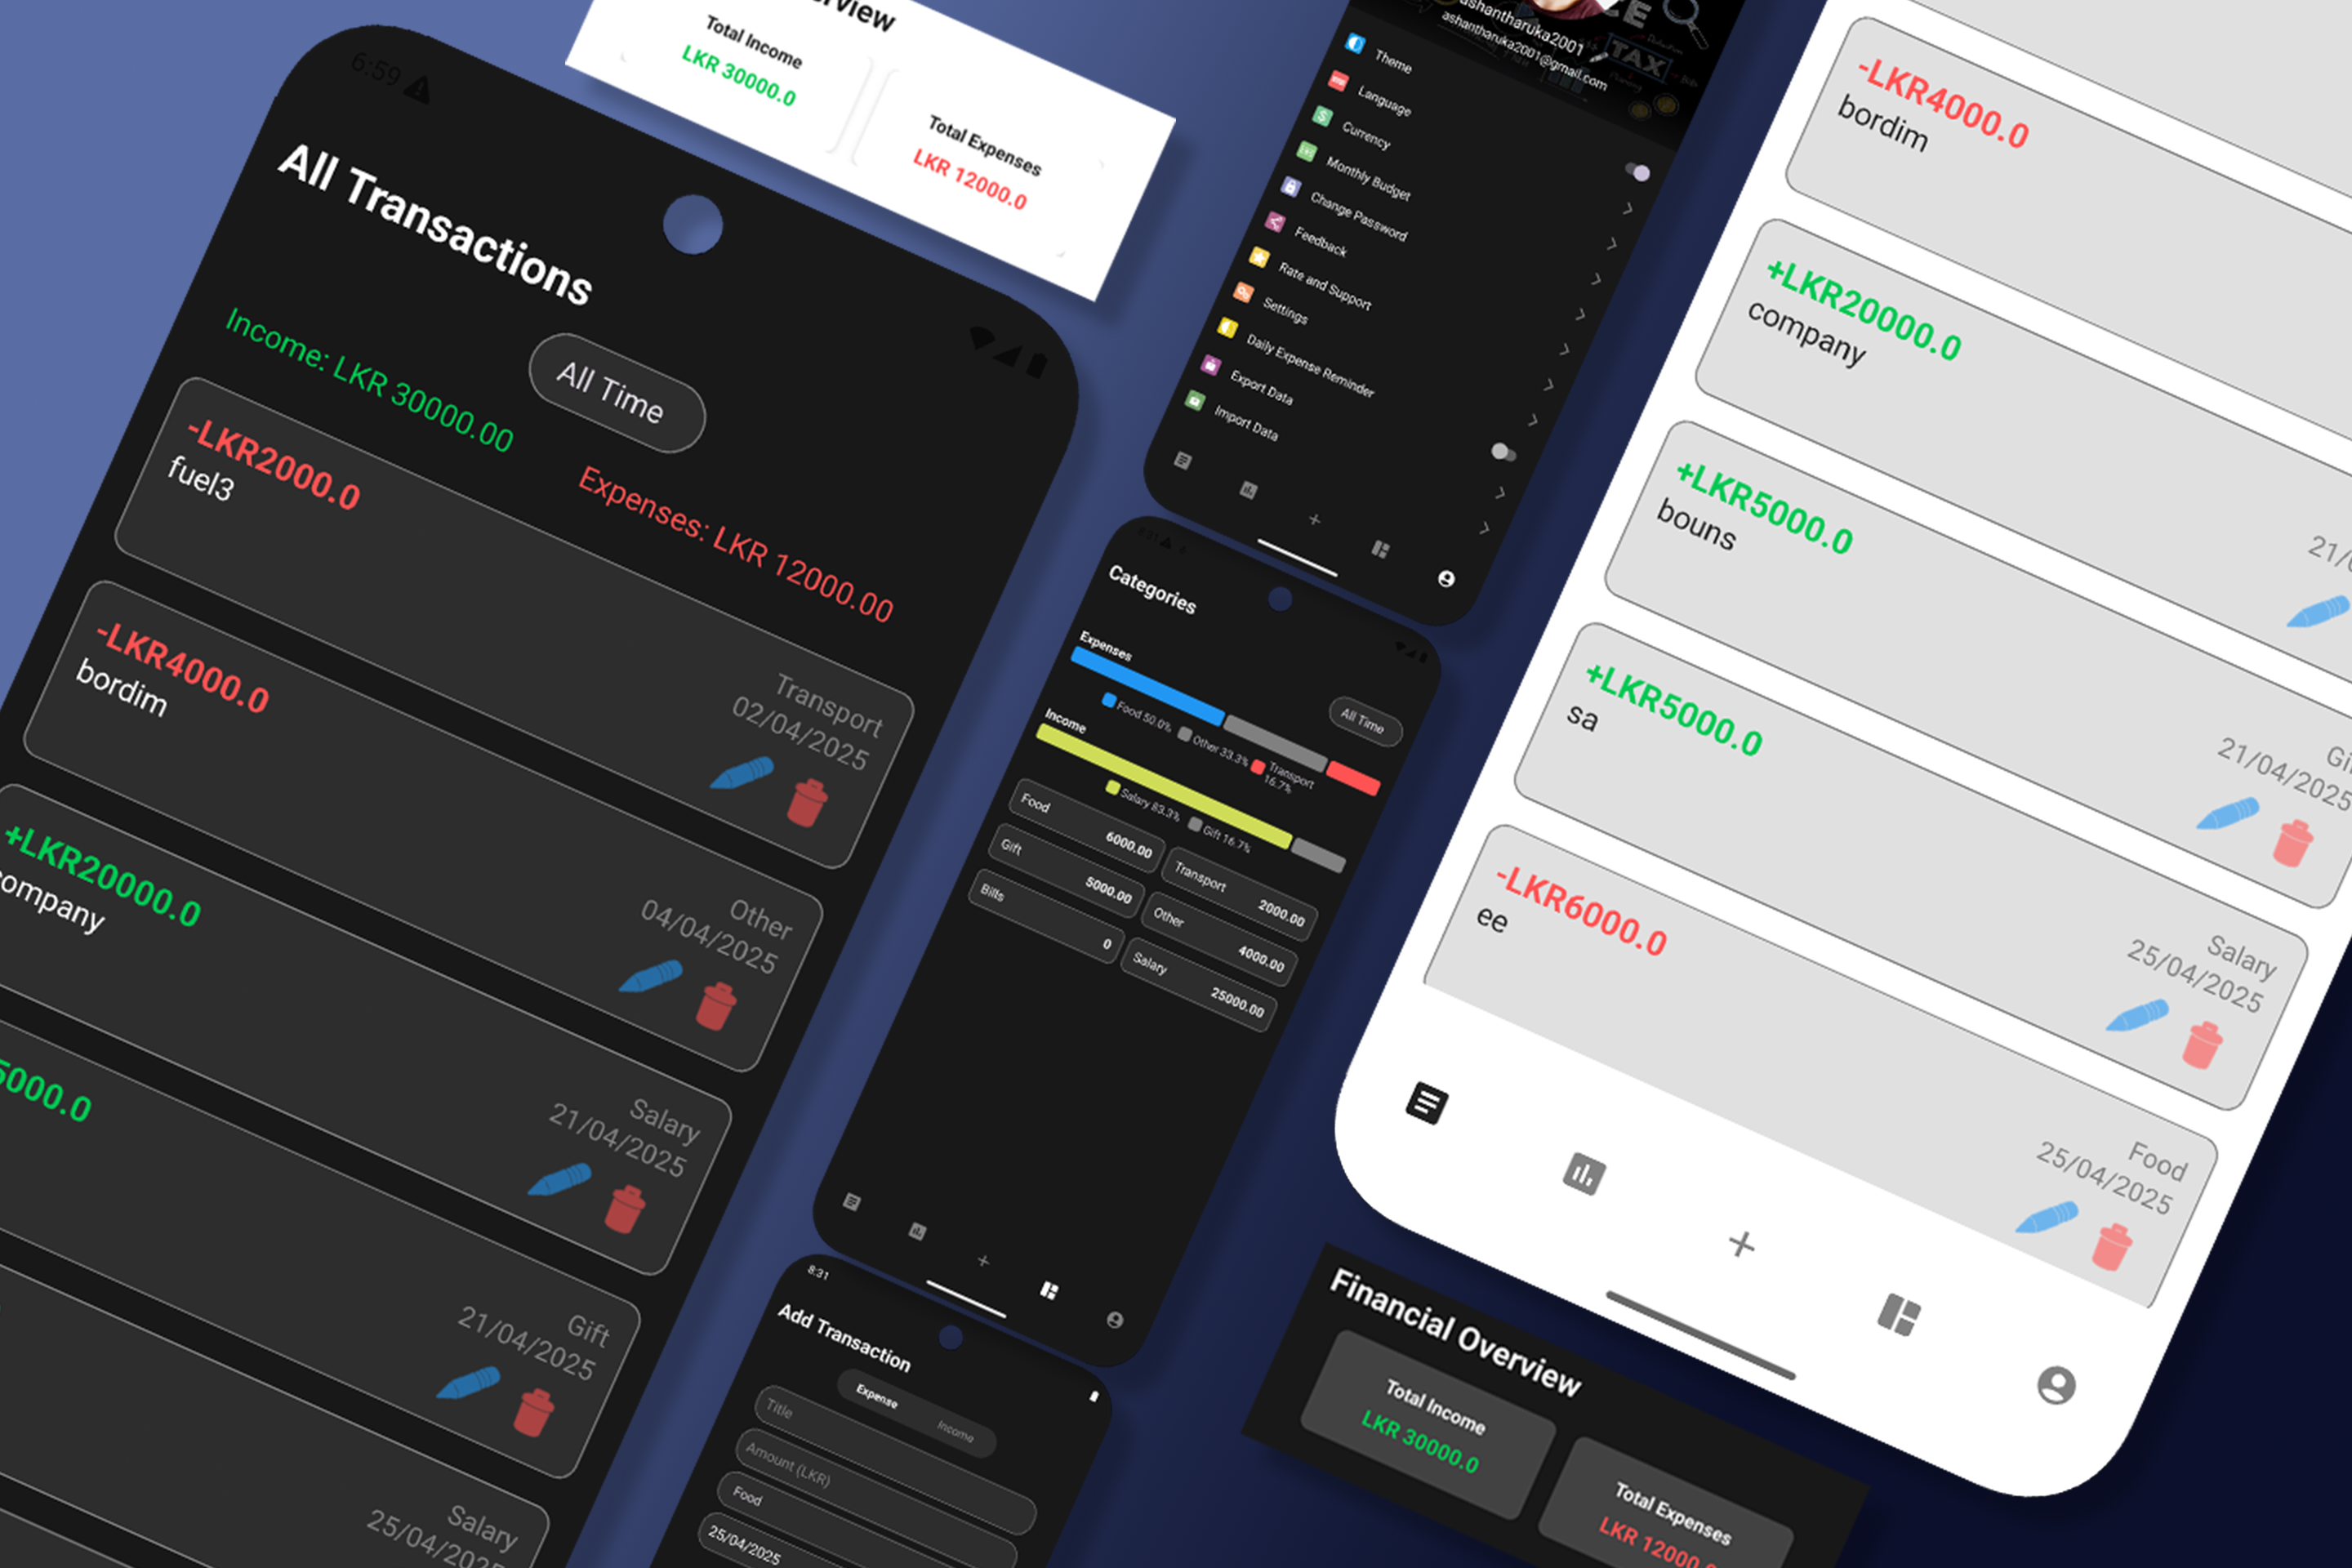 6:59
All Transactions
All Time
Income: LKR 30000.00
Expenses: LKR 12000.00
-LKR2000.0
fuel3
Transport
02/04/2025
-LKR4000.0
bordim
Other
04/04/2025
+LKR20000.0
company
Salary
21/04/2025
5000.0
Gift
21/04/2025
Salary
25/04/2025
Total Income
LKR 30000.0
Total Expenses
LKR 12000.0
ashantharuka2001
ashantharuka2001@gmail.com
TAX
Theme
Language
Currency
Monthly Budget
Change Password
Feedback
Rate and Support
Settings
Daily Expense Reminder
Export Data
Import Data
Categories
All Time
Expenses
Food 50.0%
Other 33.3%
Transport
16.7%
Income
Salary 83.3%
Gift 16.7%
Food
6000.00
Transport
2000.00
Gift
5000.00
Other
4000.00
Bills
0
Salary
25000.00
8:31
Add Transaction
Expense
Income
Title
Amount (LKR)
Food
25/04/2025
-LKR4000.0
bordim
+LKR20000.0
company
+LKR5000.0
bouns
21/04/2025
+LKR5000.0
sa
Salary
25/04/2025
-LKR6000.0
ee
Food
25/04/2025
Financial Overview
Total Income
LKR 30000.0
Total Expenses
LKR 12000.0